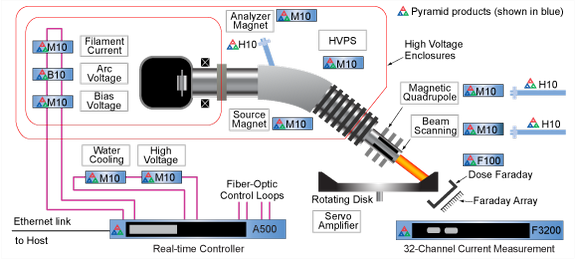 Pyramid products (shown in blue)
Analyzer
Magnet
M10
H10
HVPS
M10
High Voltage
Enclosures
M10
Filament
Current
B10
Arc
Voltage
M10
Bias
Voltage
Magnetic
Quadrupole
M10
H10
Source
Magnet
M10
Beam
Scanning
M10
H10
Water
Cooling
High
Voltage
M10
M10
F100
Dose Faraday
Faraday Array
Fiber-Optic
Control Loops
Rotating Disk
Servo
Amplifier
Ethernet link
to Host
A500
F3200
Real-time Controller
32-Channel Current Measurement